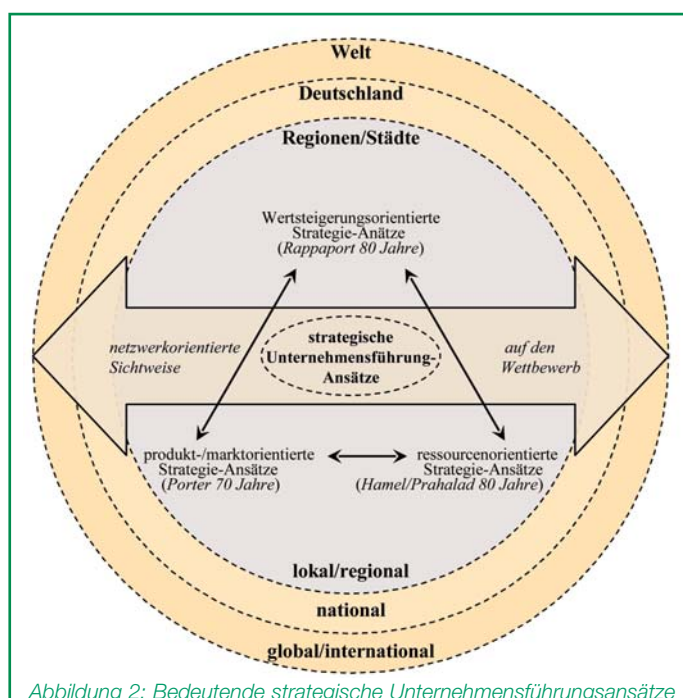 Welt
Deutschland
Regionen/Städte
Wertsteigerungsorientierte
Strategie-Anätze
(Rappaport 80 Jahre)
netzwerkorientierte
Sichtweise
strategische
Unternehmensführung-
Ansätze
auf den
Wettbewerb
produkt-/marktorientierte
Strategie-Ansätze
(Porter 70 Jahre)
ressourcenorientierte
Strategie-Ansätze
(Hamel/Prahalad 80 Jahre)
lokal/regional
national
global/international
Abbildung 2: Bedeutende strategische Unternehmensführungsansätze